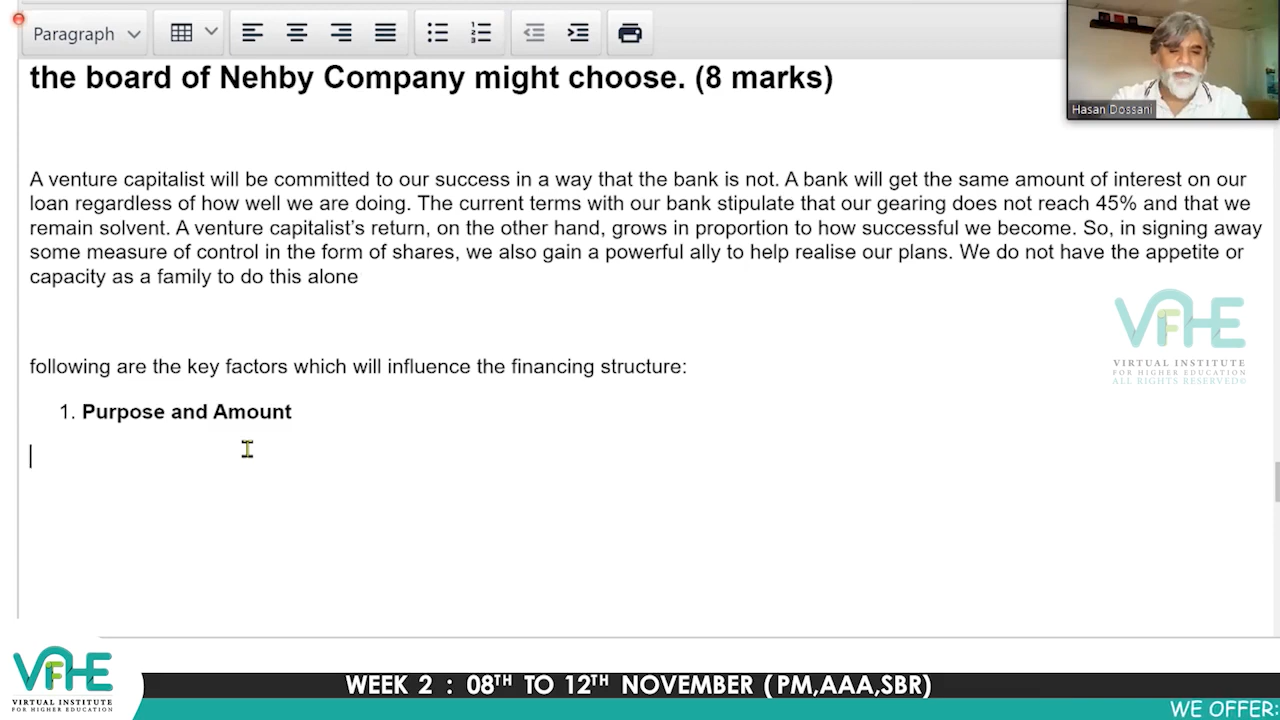 Paragraph
the board of Nehby Company might choose. (8 marks)
Hasan Dossani
A venture capitalist will be committed to our success in a way that the bank is not. A bank will get the same amount of interest on our
loan regardless of how well we are doing. The current terms with our bank stipulate that our gearing does not reach 45% and that we
remain solvent. A venture capitalist’s return, on the other hand, grows in proportion to how successful we become. So, in signing away
some measure of control in the form of shares, we also gain a powerful ally to help realise our plans. We do not have the appetite or
capacity as a family to do this alone
VIFHE
VIRTUAL INSTITUTE
FOR HIGHER EDUCATION
ALL RIGHTS RESERVED©
following are the key factors which will influence the financing structure:
1. Purpose and Amount
VIFHE
VIRTUAL INSTITUTE
FOR HIGHER EDUCATION
WEEK 2 : 08TH TO 12TH NOVEMBER (PM,AAA,SBR)
WE OFFER: